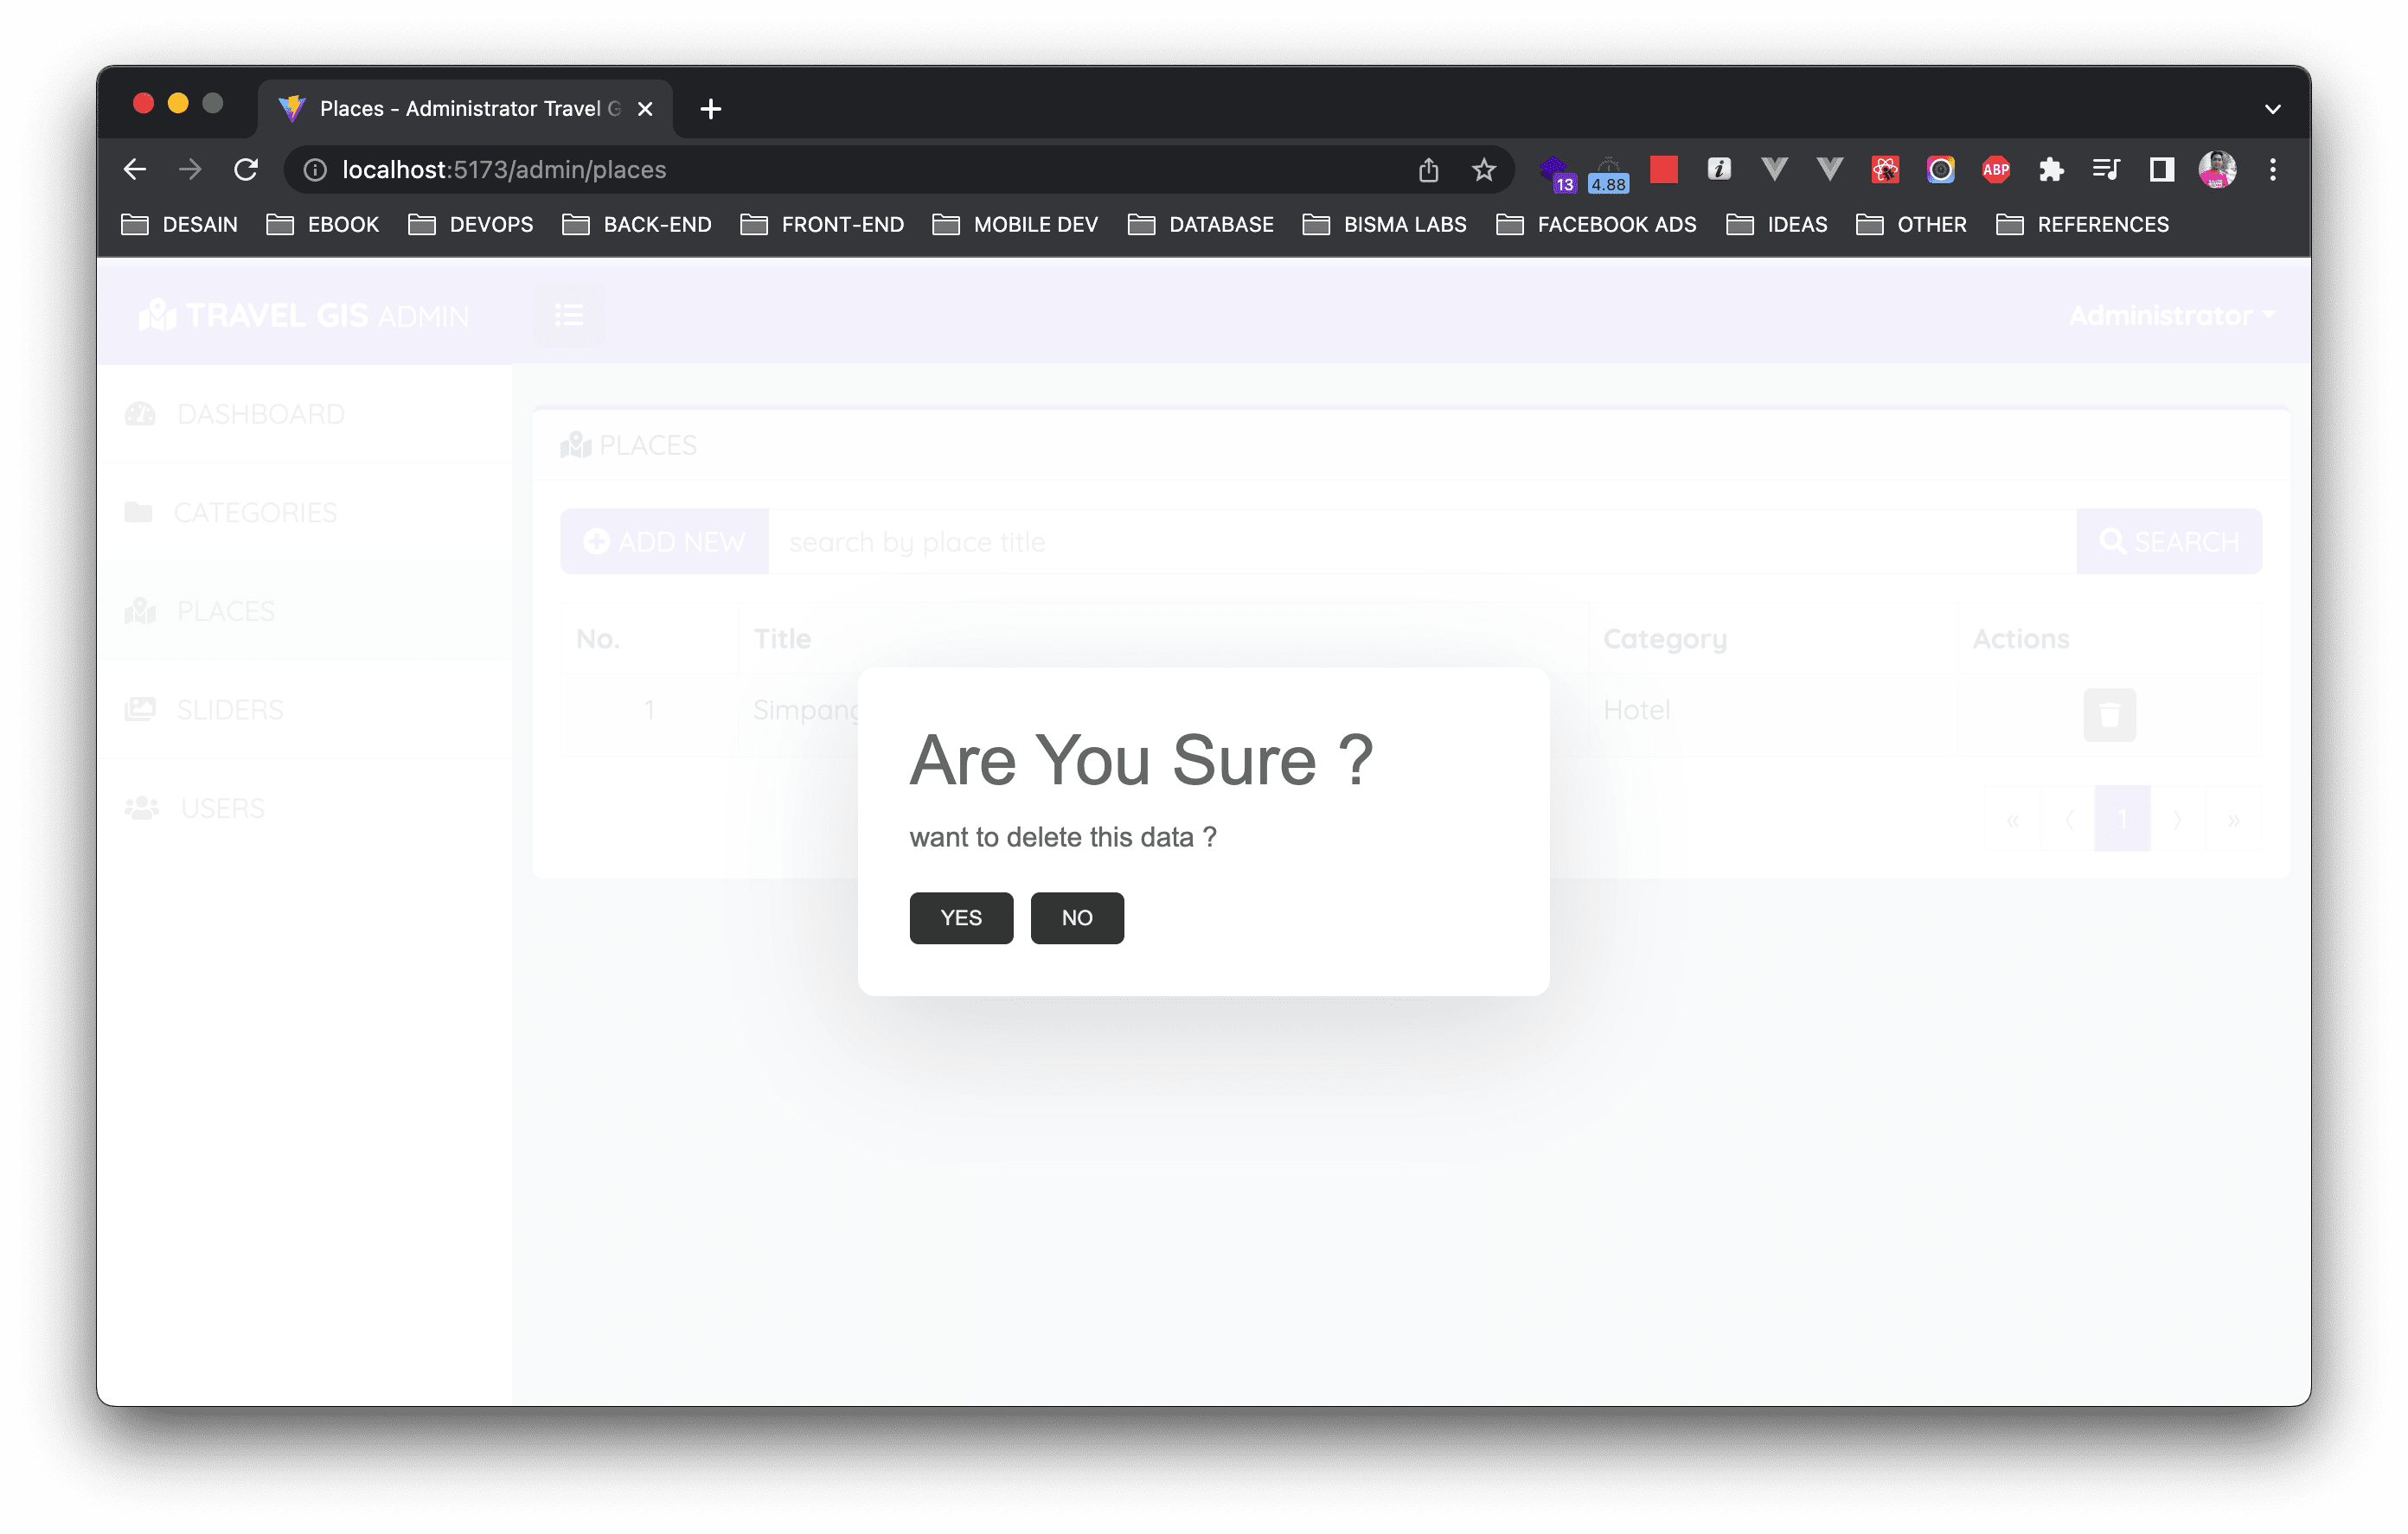 Places - Administrator Travel G
localhost:5173/admin/places
13
4.88
ABP
DESAIN EBOOK DEVOPS BACK-END FRONT-END MOBILE DEV DATABASE BISMA LABS FACEBOOK ADS IDEAS OTHER REFERENCES
TRAVEL GIS ADMIN
Administrator
DASHBOARD
CATEGORIES
PLACES
SLIDERS
USERS
PLACES
ADD NEW
search by place title
SEARCH
No. Title Category Actions
1 Simpang Hotel
« ‹ 1 › »
Are You Sure ?
want to delete this data ?
YES NO